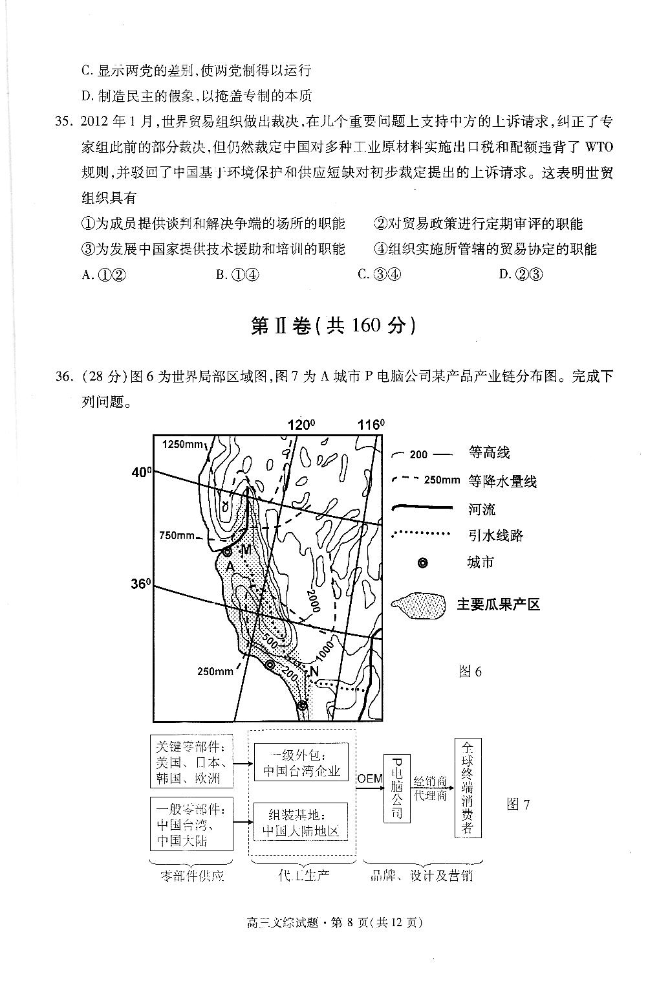 C. 显示两党的差别,使两党制得以运行
D. 制造民主的假象,以掩盖专制的本质
35. 2012 年 1 月,世界贸易组织做出裁决,在几个重要问题上支持中方的上诉请求,纠正了专
家组此前的部分裁决,但仍然裁定中国对多种工业原材料实施出口税和配额违背了 WTO
规则,并驳回了中国基于环境保护和供应短缺对初步裁定提出的上诉请求。这表明世贸
组织具有
①为成员提供谈判和解决争端的场所的职能 ②对贸易政策进行定期审评的职能
③为发展中国家提供技术援助和培训的职能 ④组织实施所管辖的贸易协定的职能
A. ①② B. ①④ C. ③④ D. ②③
第Ⅱ卷(共 160 分)
36. (28 分)图 6 为世界局部区域图,图 7 为 A 城市 P 电脑公司某产品产业链分布图。完成下
列问题。
120⁰ 116⁰
1250mm
200 等高线
40⁰
250mm 等降水量线
河流
750mm
引水线路
M
A
城市
36⁰
2000
主要瓜果产区
500
1000
250mm
200
N
图 6
关键零部件:
美国、日本、
韩国、欧洲
一级外包:
中国台湾企业
一般零部件:
中国台湾、
中国大陆
组装基地:
中国大陆地区
OEM
P电脑公司
经销商
代理商
全球终端消费者
图 7
零部件供应 代工生产 品牌、设计及营销
高三文综试题·第 8 页(共 12 页)